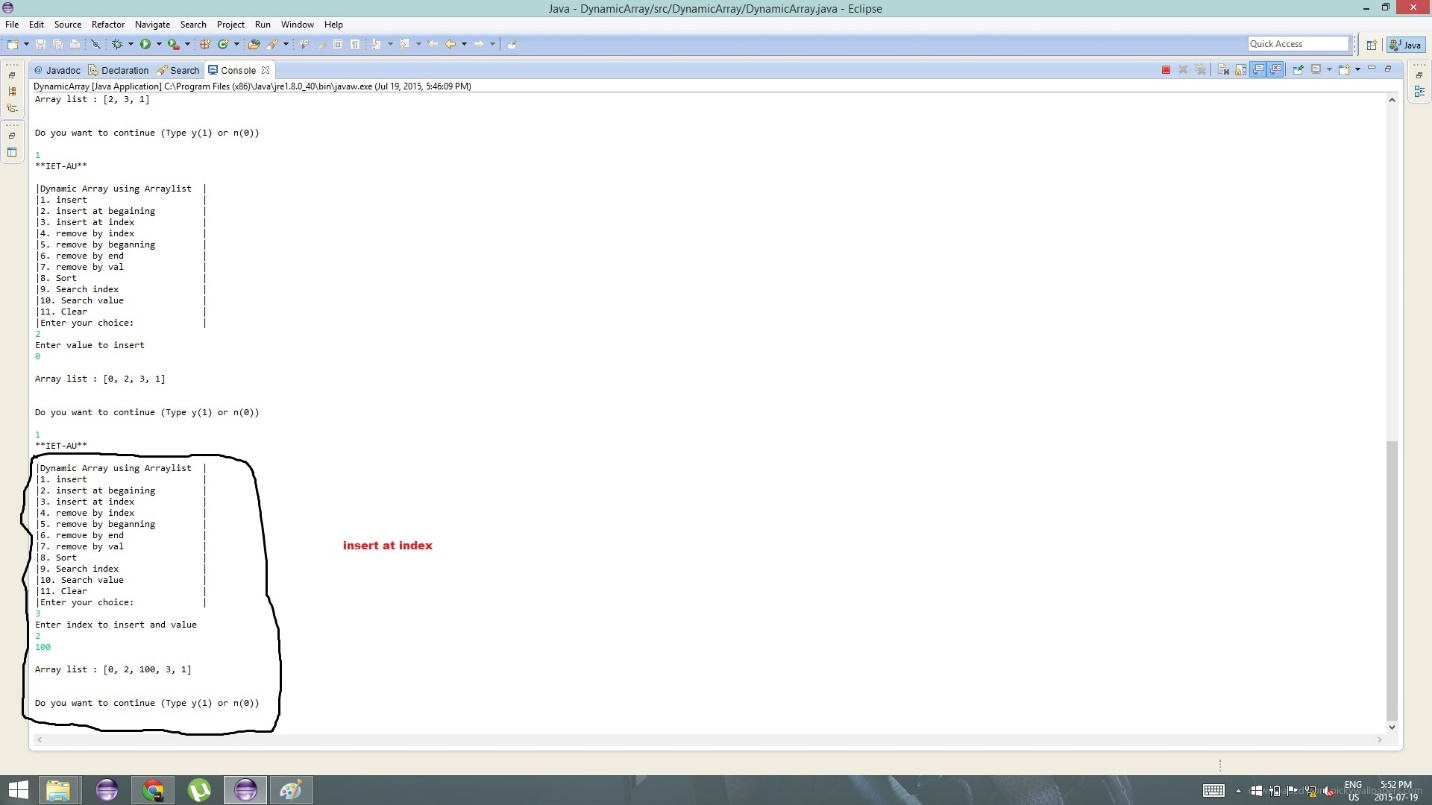 Java - DynamicArray/src/DynamicArray/DynamicArray.java - Eclipse
File Edit Source Refactor Navigate Search Project Run Window Help
Quick Access Java
@ Javadoc Declaration Search Console
DynamicArray [Java Application] C:\Program Files (x86)\Java\jre1.8.0_40\bin\javaw.exe (Jul 19, 2015, 5:46:09 PM)
Array list : [2, 3, 1]
Do you want to continue (Type y(1) or n(0))
1
**IET-AU**
|Dynamic Array using Arraylist |
|1. insert |
|2. insert at begaining |
|3. insert at index |
|4. remove by index |
|5. remove by beganning |
|6. remove by end |
|7. remove by val |
|8. Sort |
|9. Search index |
|10. Search value |
|11. Clear |
|Enter your choice: |
2
Enter value to insert
0
Array list : [0, 2, 3, 1]
Do you want to continue (Type y(1) or n(0))
1
**IET-AU**
|Dynamic Array using Arraylist |
|1. insert |
|2. insert at begaining |
|3. insert at index |
|4. remove by index |
|5. remove by beganning |
|6. remove by end |
|7. remove by val |
|8. Sort |
|9. Search index |
|10. Search value |
|11. Clear |
|Enter your choice: |
3
Enter index to insert and value
2
100
Array list : [0, 2, 100, 3, 1]
Do you want to continue (Type y(1) or n(0))
insert at index
ENG 5:52 PM
US 2015-07-19